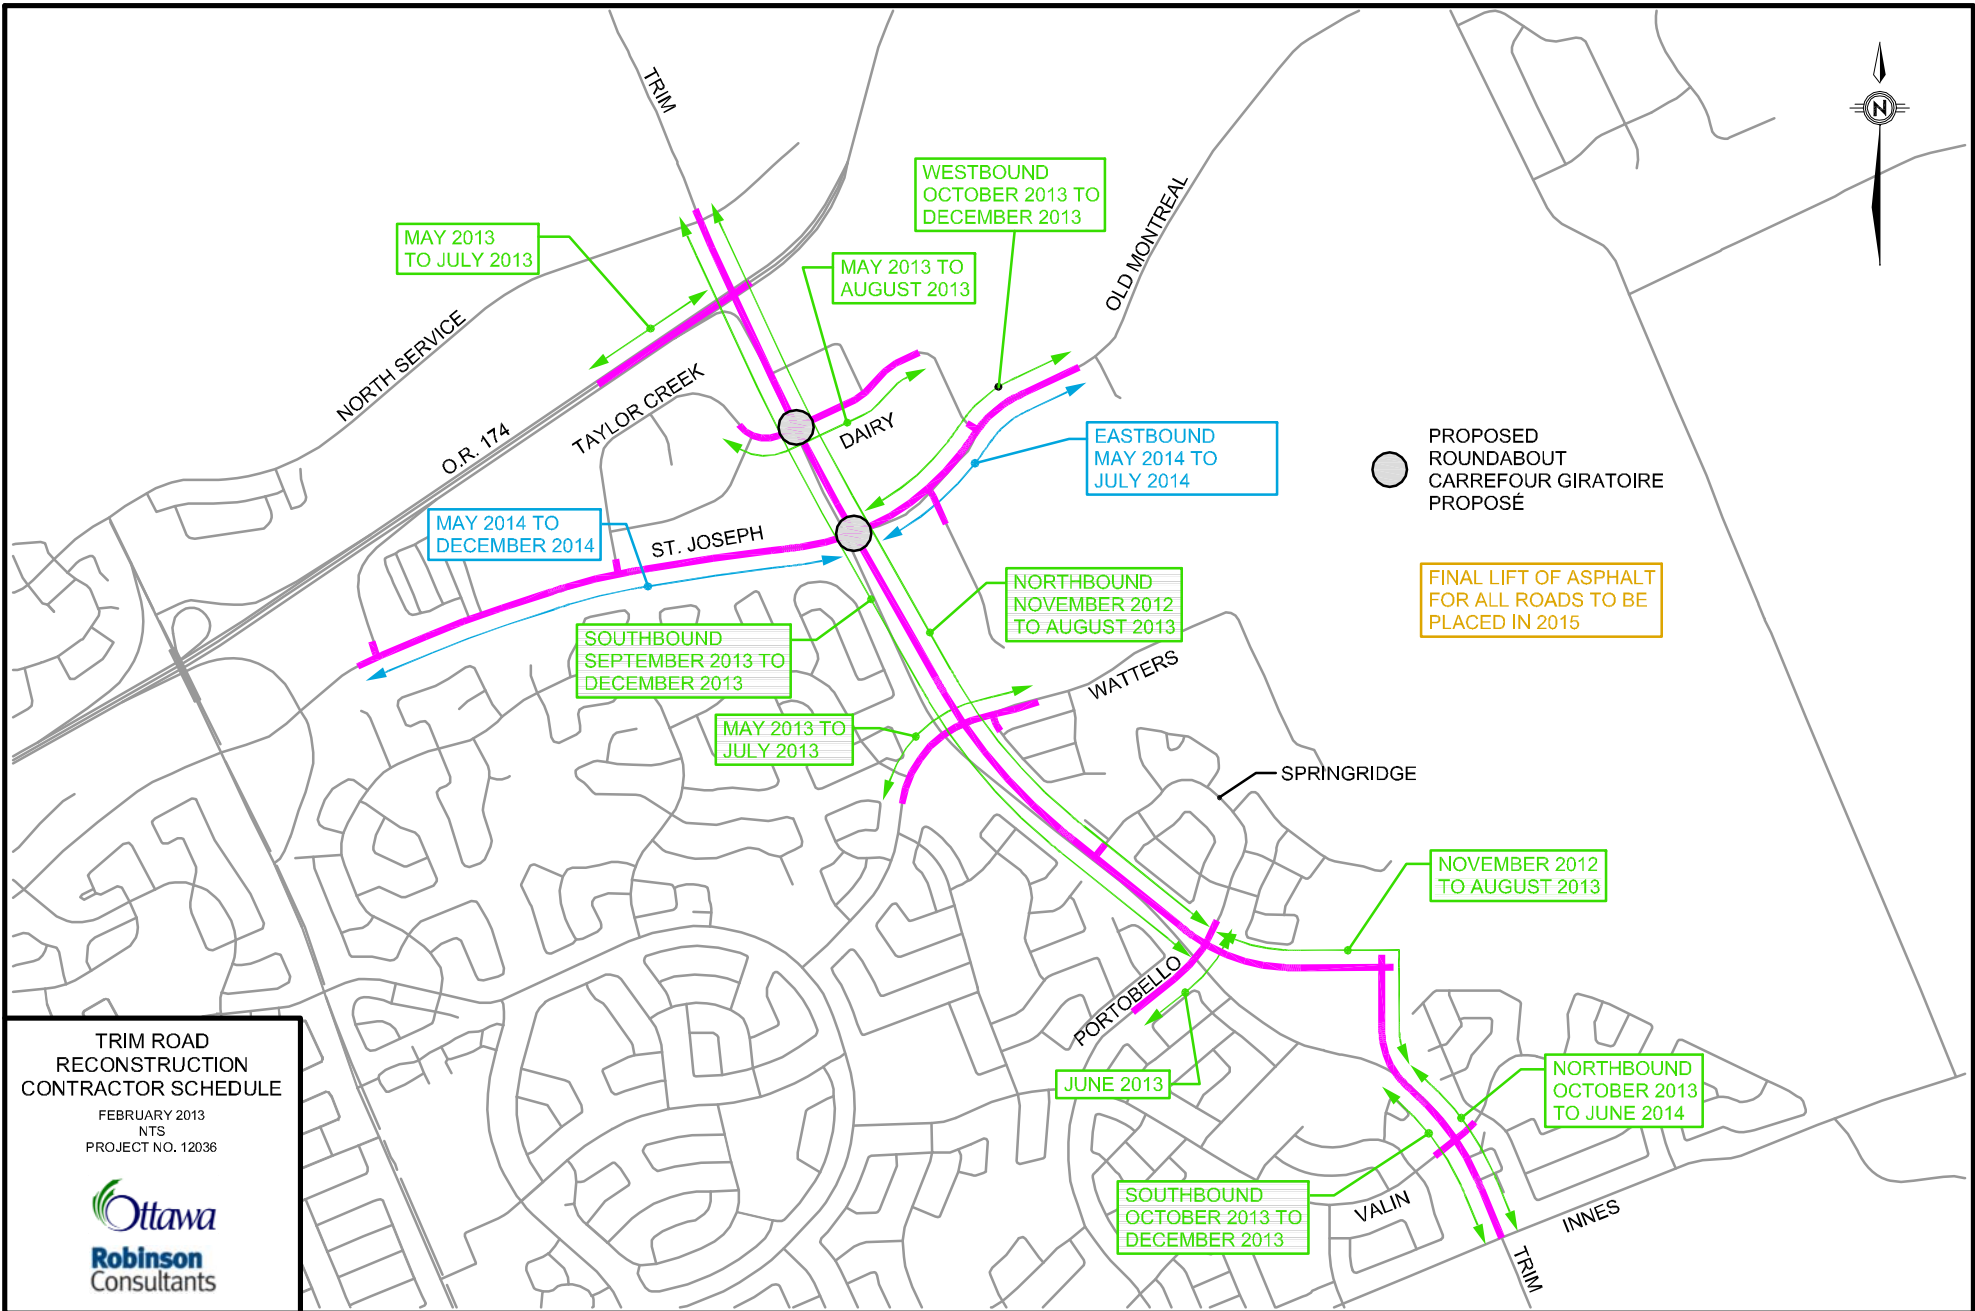 TRIM
WESTBOUND
OCTOBER 2013 TO
DECEMBER 2013
N
MAY 2013
TO JULY 2013
MAY 2013 TO
AUGUST 2013
OLD MONTREAL
NORTH SERVICE
O.R. 174
TAYLOR CREEK
DAIRY
EASTBOUND
MAY 2014 TO
JULY 2014
PROPOSED
ROUNDABOUT
CARREFOUR GIRATOIRE
PROPOSÉ
MAY 2014 TO
DECEMBER 2014
ST. JOSEPH
NORTHBOUND
NOVEMBER 2012
TO AUGUST 2013
FINAL LIFT OF ASPHALT
FOR ALL ROADS TO BE
PLACED IN 2015
SOUTHBOUND
SEPTEMBER 2013 TO
DECEMBER 2013
WATTERS
MAY 2013 TO
JULY 2013
SPRINGRIDGE
NOVEMBER 2012
TO AUGUST 2013
PORTOBELLO
JUNE 2013
NORTHBOUND
OCTOBER 2013
TO JUNE 2014
SOUTHBOUND
OCTOBER 2013 TO
DECEMBER 2013
VALIN
INNES
TRIM
TRIM ROAD
RECONSTRUCTION
CONTRACTOR SCHEDULE
FEBRUARY 2013
NTS
PROJECT NO. 12036
Ottawa
Robinson
Consultants